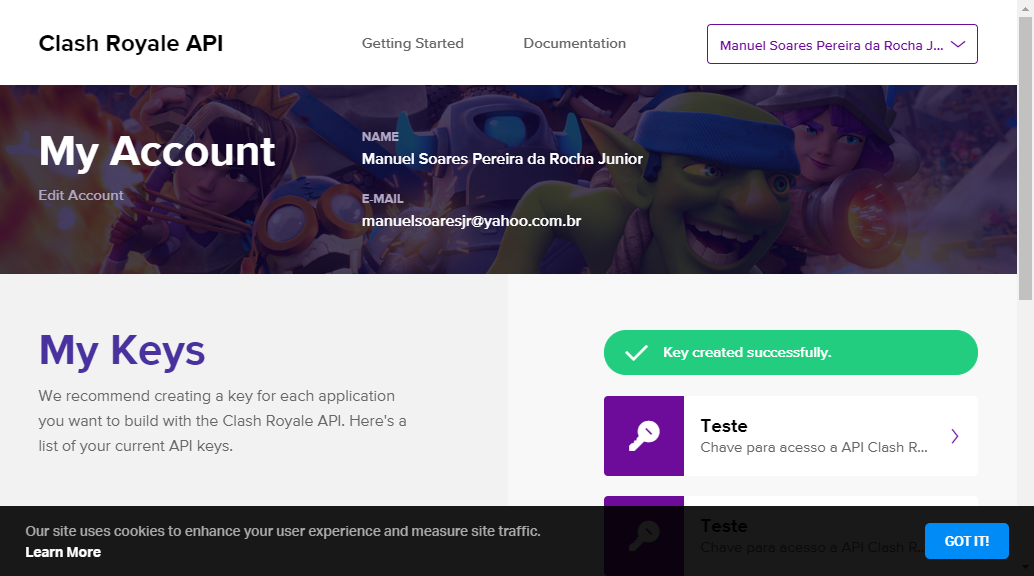 Clash Royale API
Getting Started
Documentation
Manuel Soares Pereira da Rocha J...
My Account
Edit Account
NAME
Manuel Soares Pereira da Rocha Junior
E-MAIL
manuelsoaresjr@yahoo.com.br
My Keys
We recommend creating a key for each application
you want to build with the Clash Royale API. Here's a
list of your current API keys.
Key created successfully.
Teste
Chave para acesso a API Clash R...
Teste
Chave para acesso a API Clash R...
Our site uses cookies to enhance your user experience and measure site traffic.
Learn More
GOT IT!